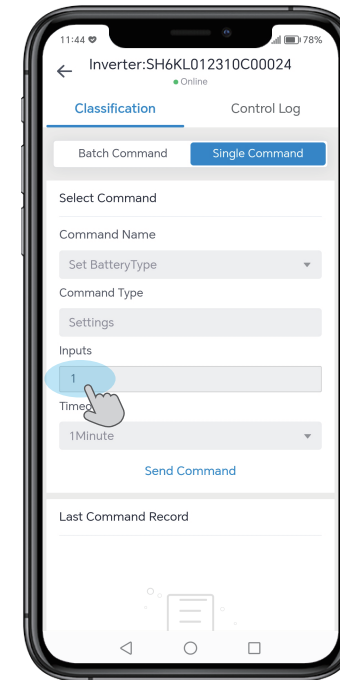 11:44
78%
Inverter:SH6KL012310C00024
Online
Classification
Control Log
Batch Command
Single Command
Select Command
Command Name
Set BatteryType
Command Type
Settings
Inputs
1
1Minute
Send Command
Last Command Record